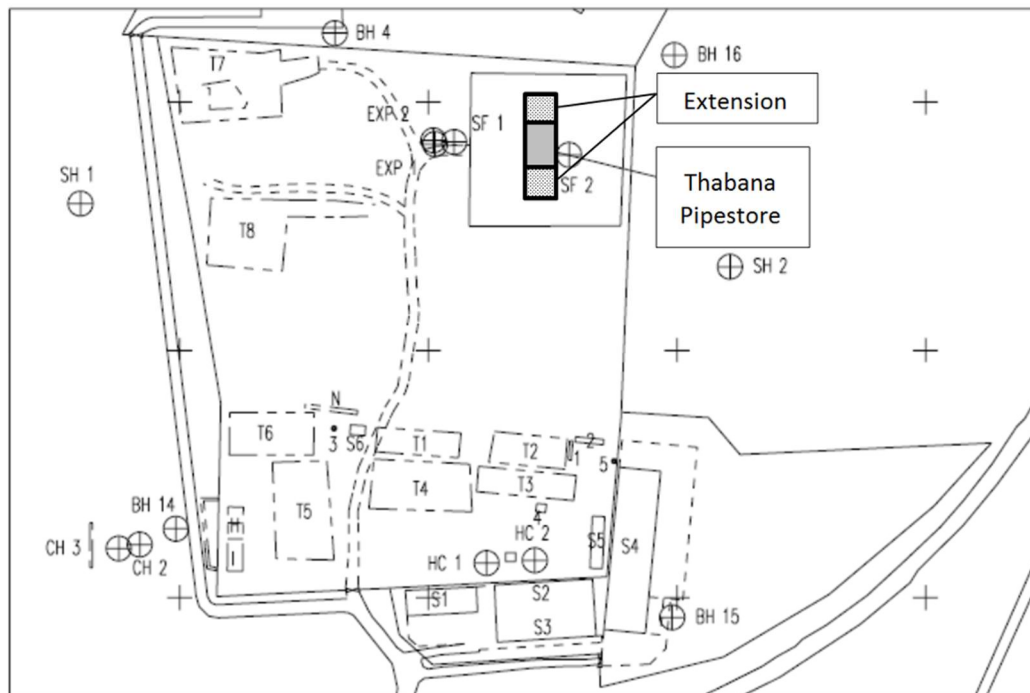 BH 4
BH 16
T7
Extension
EXP 2
SF 1
EXP
SF 2
Thabana
Pipestore
SH 1
T8
SH 2
N
T6
3
S6
T1
T2
2
1
5
T3
T4
T5
4
BH 14
HC 2
S5
S4
CH 3
CH 2
HC 1
S1
S2
S3
BH 15